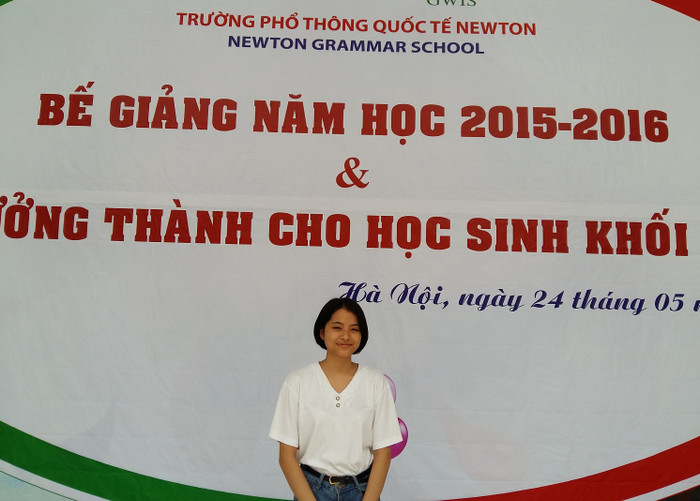 GWIS
TRƯỜNG PHỔ THÔNG QUỐC TẾ NEWTON
NEWTON GRAMMAR SCHOOL
BẾ GIẢNG NĂM HỌC 2015-2016
&
THÀNH CHO HỌC SINH KHỐI
Hà Nội, ngày 24 tháng 05